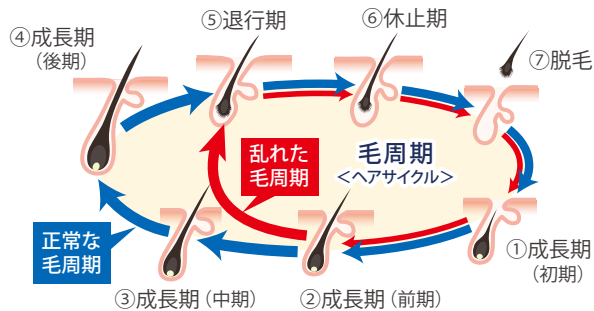 ④成長期
（後期）
⑤退行期
⑥休止期
⑦脱毛
乱れた
毛周期
毛周期
＜ヘアサイクル＞
正常な
毛周期
①成長期
（初期）
③成長期（中期）
②成長期（前期）